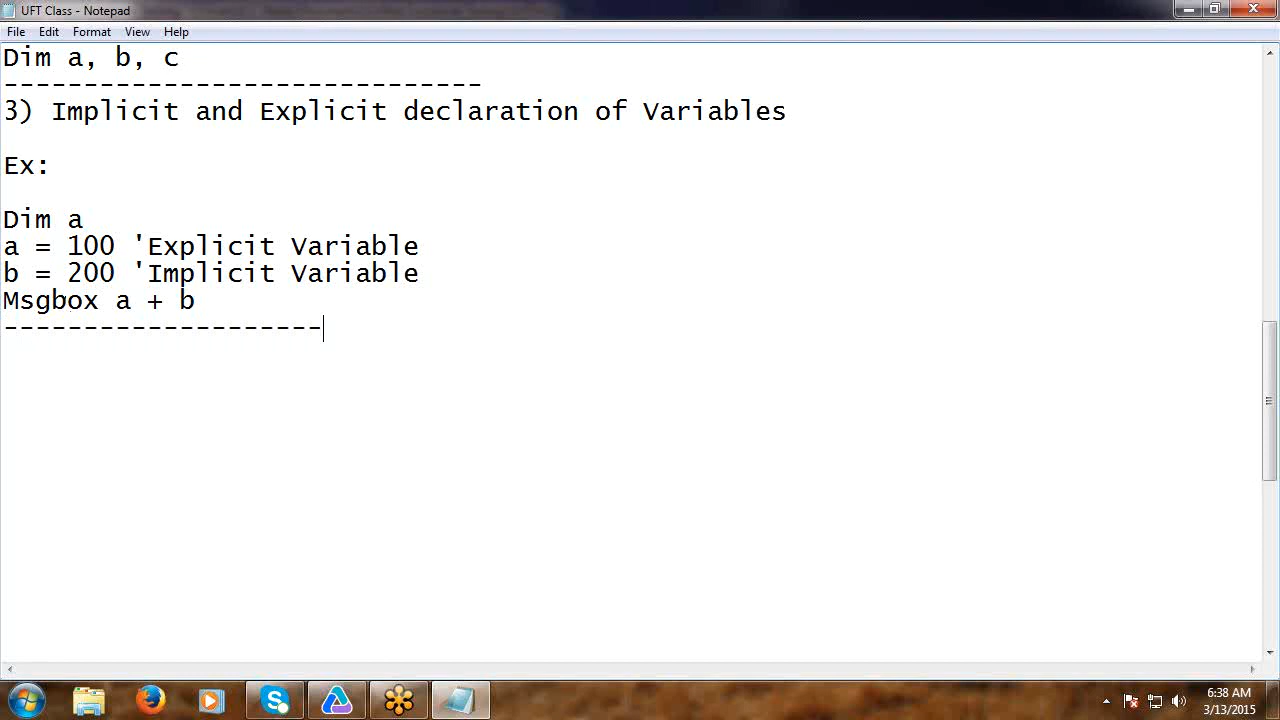 UFT Class - Notepad
File Edit Format View Help
Dim a, b, c
------------------------------
3) Implicit and Explicit declaration of Variables
Ex:
Dim a
a = 100 'Explicit Variable
b = 200 'Implicit Variable
Msgbox a + b
--------------------
6:38 AM
3/13/2015